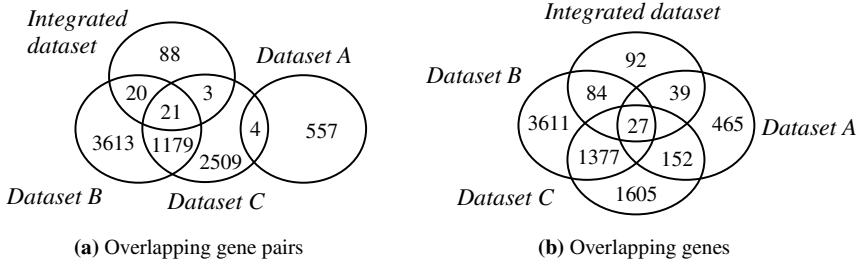 Integrated
dataset
88
Dataset A
20
3
21
4
557
3613
1179
2509
Dataset B
Dataset C
(a) Overlapping gene pairs
Integrated dataset
92
Dataset B
84
39
3611
27
465
Dataset A
1377
152
Dataset C
1605
(b) Overlapping genes